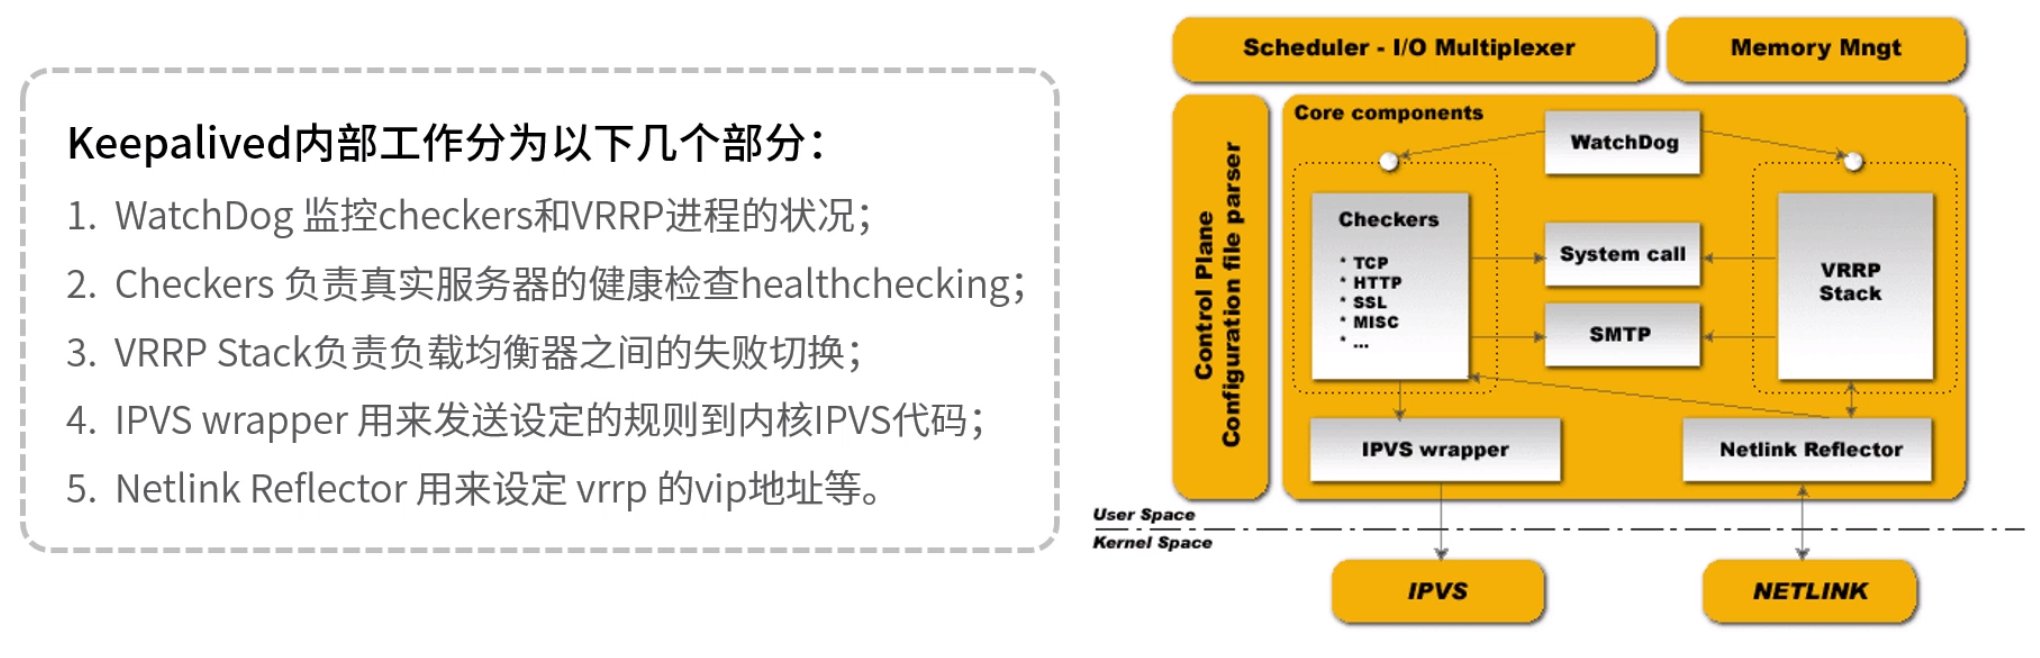 Keepalived内部工作分为以下几个部分：
1. WatchDog 监控checkers和VRRP进程的状况；
2. Checkers 负责真实服务器的健康检查healthchecking；
3. VRRP Stack负责负载均衡器之间的失败切换；
4. IPVS wrapper 用来发送设定的规则到内核IPVS代码；
5. Netlink Reflector 用来设定 vrrp 的vip地址等。
Scheduler - I/O Multiplexer
Memory Mngt
Control Plane
Configuration file parser
Core components
WatchDog
Checkers
* TCP
* HTTP
* SSL
* MISC
* ...
System call
SMTP
VRRP
Stack
IPVS wrapper
Netlink Reflector
User Space
Kernel Space
IPVS
NETLINK